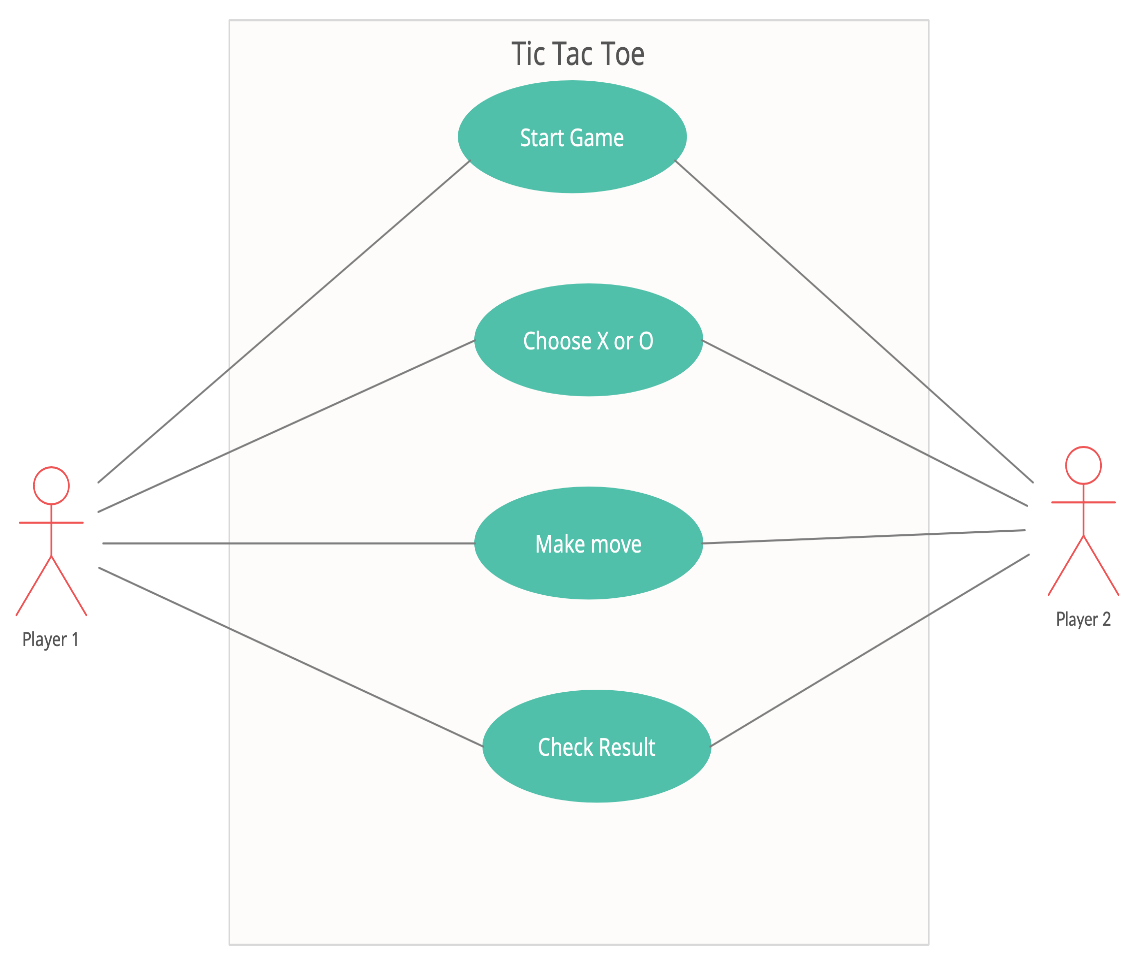 Tic Tac Toe
Start Game
Choose X or O
Make move
Check Result
Player 1
Player 2